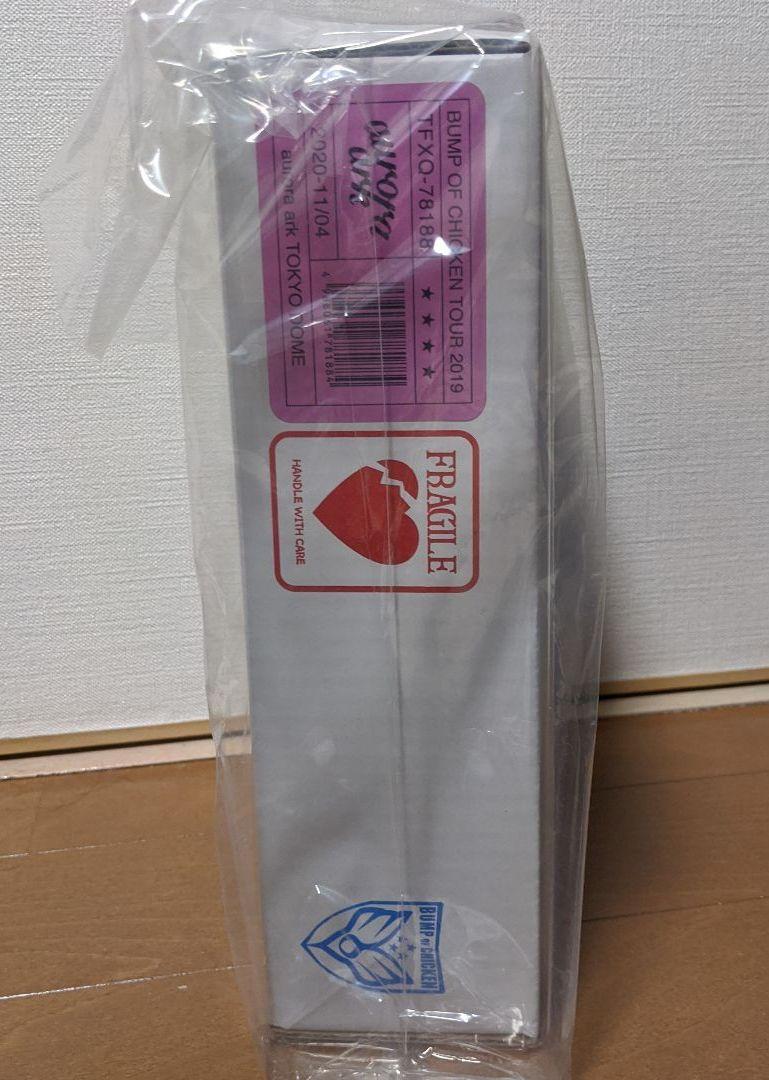 BUMP OF CHICKEN TOUR 2019
TFXQ-78188
★ ★ ★ ★
aurora
ark
2020-11/04
aurora ark TOKYO DOME
FRAGILE
HANDLE WITH CARE
BUMP OF CHICKEN